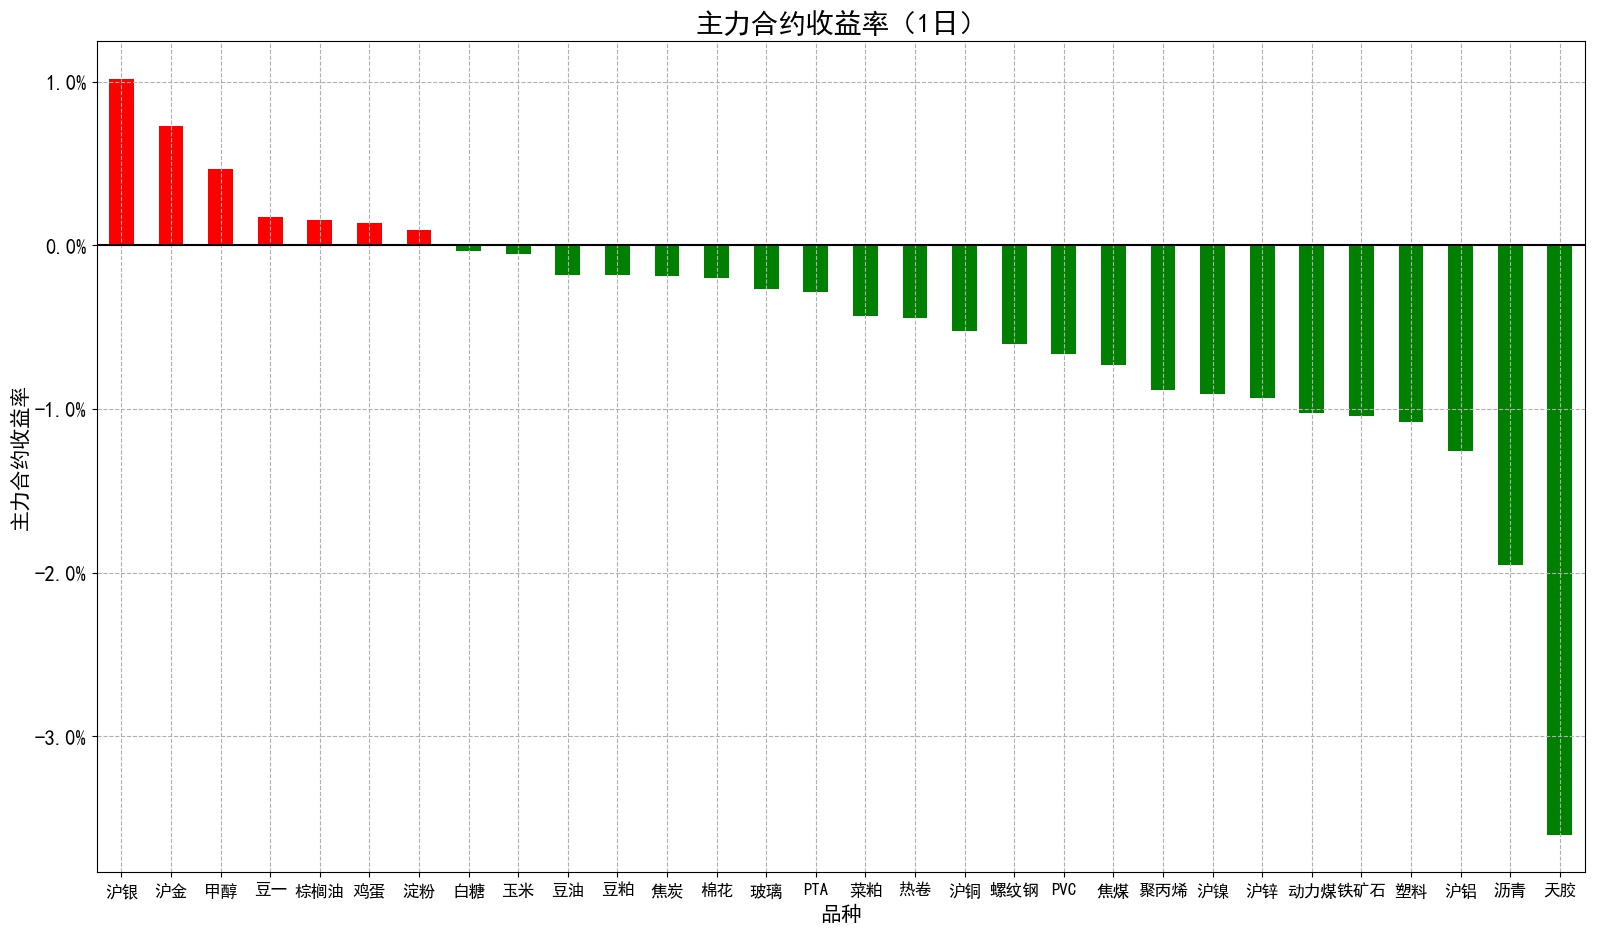 主力合约收益率（1日）
1.0%
0.0%
-1.0%
-2.0%
-3.0%
主力合约收益率
沪银 沪金 甲醇 豆一 棕榈油 鸡蛋 淀粉 白糖 玉米 豆油 豆粕 焦炭 棉花 玻璃 PTA 菜粕 热卷 沪铜 螺纹钢 PVC 焦煤 聚丙烯 沪镍 沪锌 动力煤 铁矿石 塑料 沪铝 沥青 天胶
品种